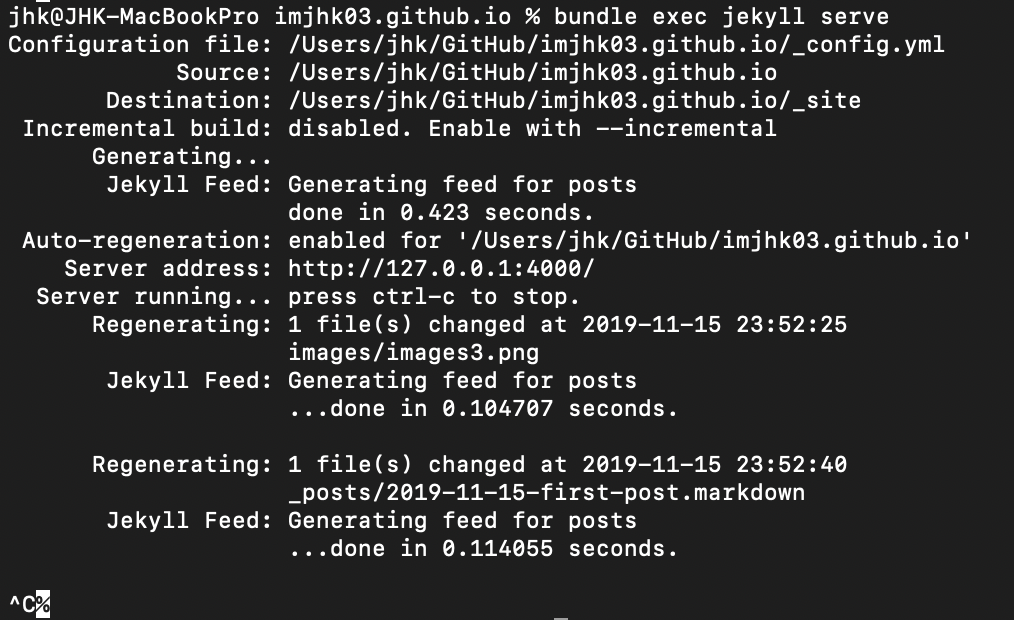 jhk@JHK-MacBookPro imjhk03.github.io % bundle exec jekyll serve
Configuration file: /Users/jhk/GitHub/imjhk03.github.io/_config.yml
Source: /Users/jhk/GitHub/imjhk03.github.io
Destination: /Users/jhk/GitHub/imjhk03.github.io/_site
Incremental build: disabled. Enable with --incremental
Generating...
Jekyll Feed: Generating feed for posts
done in 0.423 seconds.
Auto-regeneration: enabled for '/Users/jhk/GitHub/imjhk03.github.io'
Server address: http://127.0.0.1:4000/
Server running... press ctrl-c to stop.
Regenerating: 1 file(s) changed at 2019-11-15 23:52:25
images/images3.png
Jekyll Feed: Generating feed for posts
...done in 0.104707 seconds.
Regenerating: 1 file(s) changed at 2019-11-15 23:52:40
_posts/2019-11-15-first-post.markdown
Jekyll Feed: Generating feed for posts
...done in 0.114055 seconds.
^C%